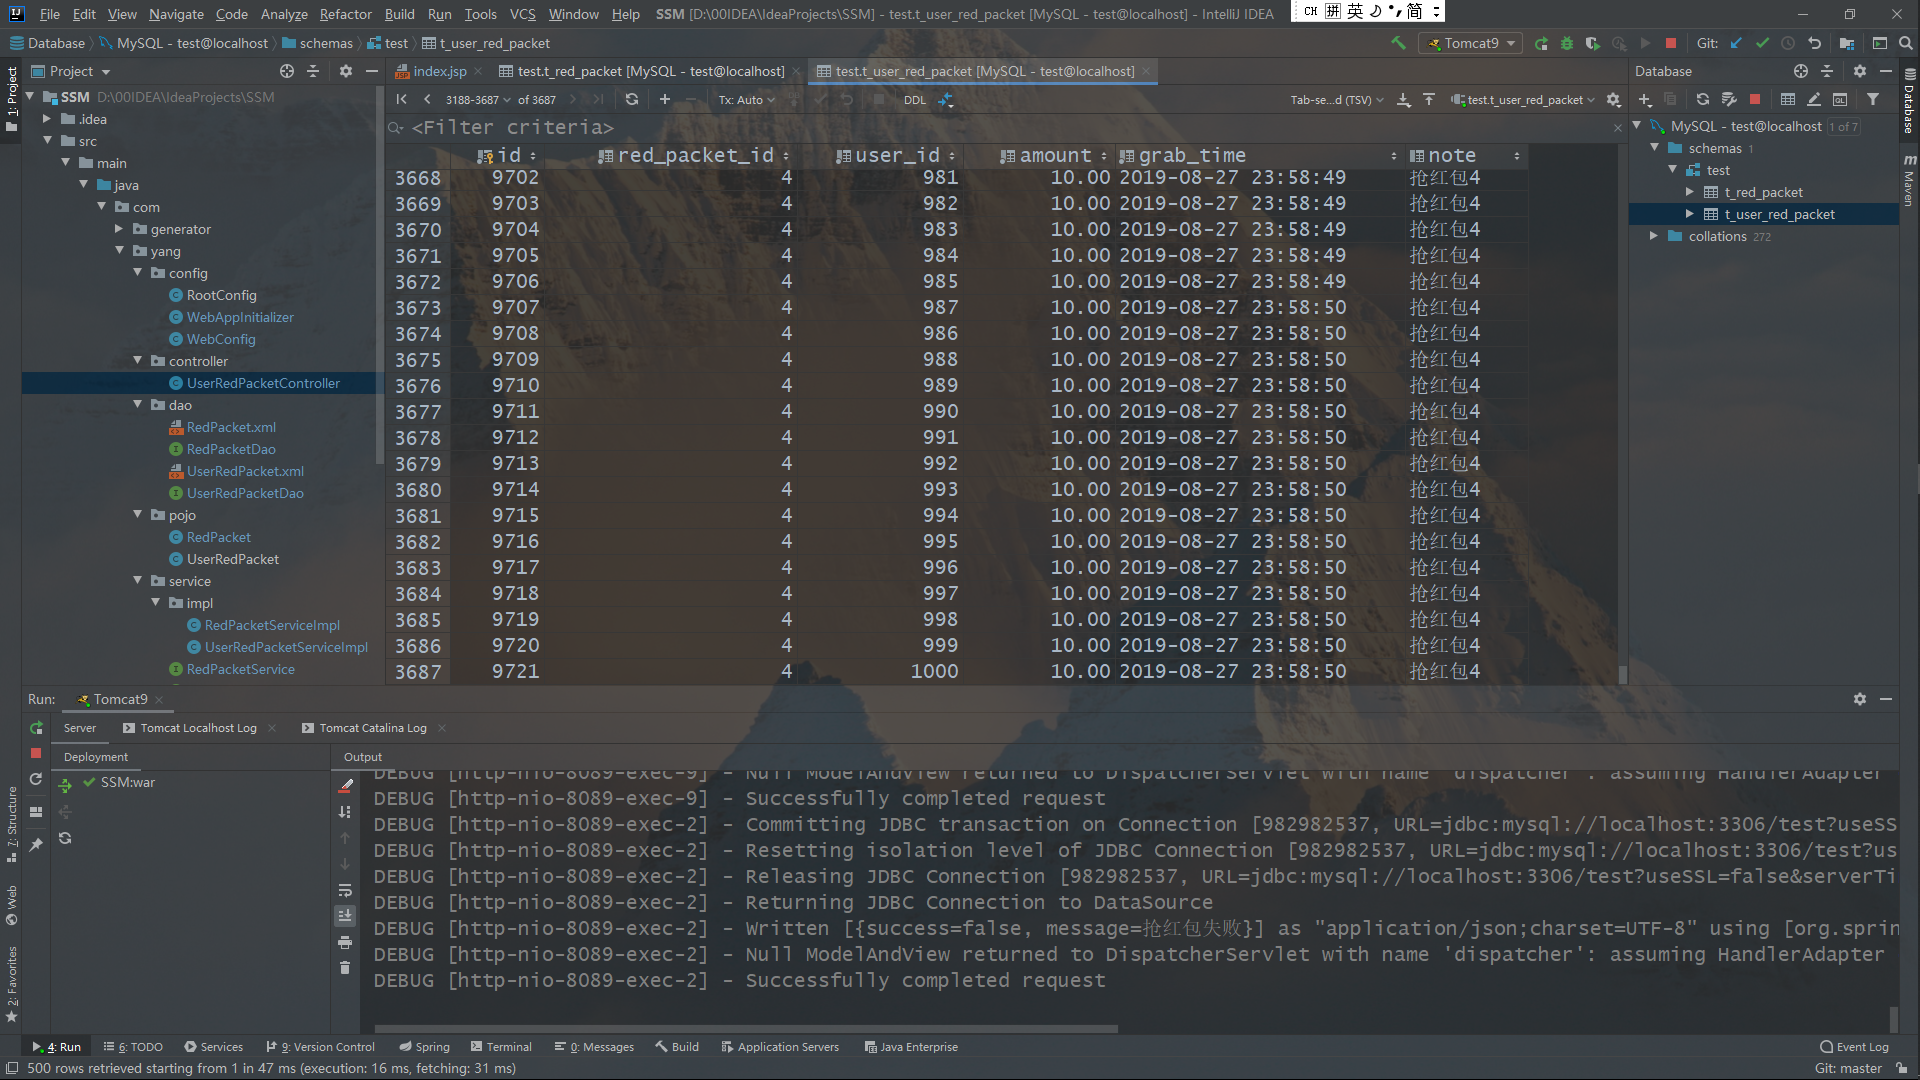 File Edit View Navigate Code Analyze Refactor Build Run Tools VCS Window Help SSM [D:\00IDEA\IdeaProjects\SSM] - test.t_user_red_packet [MySQL - test@localhost] - IntelliJ IDEA
CH 拼 英 简
Database MySQL - test@localhost schemas test t_user_red_packet Tomcat9 Git:
Project index.jsp test.t_red_packet [MySQL - test@localhost] test.t_user_red_packet [MySQL - test@localhost] Database
3188-3687 of 3687 Tx: Auto DDL Tab-se...d (TSV) test.t_user_red_packet
<Filter criteria>
id red_packet_id user_id amount grab_time note
3668 9702 4 981 10.00 2019-08-27 23:58:49 抢红包4
3669 9703 4 982 10.00 2019-08-27 23:58:49 抢红包4
3670 9704 4 983 10.00 2019-08-27 23:58:49 抢红包4
3671 9705 4 984 10.00 2019-08-27 23:58:49 抢红包4
3672 9706 4 985 10.00 2019-08-27 23:58:49 抢红包4
3673 9707 4 987 10.00 2019-08-27 23:58:50 抢红包4
3674 9708 4 986 10.00 2019-08-27 23:58:50 抢红包4
3675 9709 4 988 10.00 2019-08-27 23:58:50 抢红包4
3676 9710 4 989 10.00 2019-08-27 23:58:50 抢红包4
3677 9711 4 990 10.00 2019-08-27 23:58:50 抢红包4
3678 9712 4 991 10.00 2019-08-27 23:58:50 抢红包4
3679 9713 4 992 10.00 2019-08-27 23:58:50 抢红包4
3680 9714 4 993 10.00 2019-08-27 23:58:50 抢红包4
3681 9715 4 994 10.00 2019-08-27 23:58:50 抢红包4
3682 9716 4 995 10.00 2019-08-27 23:58:50 抢红包4
3683 9717 4 996 10.00 2019-08-27 23:58:50 抢红包4
3684 9718 4 997 10.00 2019-08-27 23:58:50 抢红包4
3685 9719 4 998 10.00 2019-08-27 23:58:50 抢红包4
3686 9720 4 999 10.00 2019-08-27 23:58:50 抢红包4
3687 9721 4 1000 10.00 2019-08-27 23:58:50 抢红包4
1: Project
SSM D:\00IDEA\IdeaProjects\SSM
.idea
src
main
java
com
generator
yang
config
RootConfig
WebAppInitializer
WebConfig
controller
UserRedPacketController
dao
RedPacket.xml
RedPacketDao
UserRedPacket.xml
UserRedPacketDao
pojo
RedPacket
UserRedPacket
service
impl
RedPacketServiceImpl
UserRedPacketServiceImpl
RedPacketService
MySQL - test@localhost 1 of 7
schemas 1
test
t_red_packet
t_user_red_packet
collations 272
Database
Maven
Run: Tomcat9
Server Tomcat Localhost Log Tomcat Catalina Log
Deployment Output
SSM:war
DEBUG [http-nio-8089-exec-9] - Null ModelAndView returned to DispatcherServlet with name 'dispatcher': assuming HandlerAdapter
DEBUG [http-nio-8089-exec-9] - Successfully completed request
DEBUG [http-nio-8089-exec-2] - Committing JDBC transaction on Connection [982982537, URL=jdbc:mysql://localhost:3306/test?useSS
DEBUG [http-nio-8089-exec-2] - Resetting isolation level of JDBC Connection [982982537, URL=jdbc:mysql://localhost:3306/test?us
DEBUG [http-nio-8089-exec-2] - Releasing JDBC Connection [982982537, URL=jdbc:mysql://localhost:3306/test?useSSL=false&serverTi
DEBUG [http-nio-8089-exec-2] - Returning JDBC Connection to DataSource
DEBUG [http-nio-8089-exec-2] - Written [{success=false, message=抢红包失败}] as "application/json;charset=UTF-8" using [org.sprin
DEBUG [http-nio-8089-exec-2] - Null ModelAndView returned to DispatcherServlet with name 'dispatcher': assuming HandlerAdapter
DEBUG [http-nio-8089-exec-2] - Successfully completed request
7: Structure
Web
2: Favorites
4: Run 6: TODO Services 9: Version Control Spring Terminal 0: Messages Build Application Servers Java Enterprise Event Log
500 rows retrieved starting from 1 in 47 ms (execution: 16 ms, fetching: 31 ms) Git: master